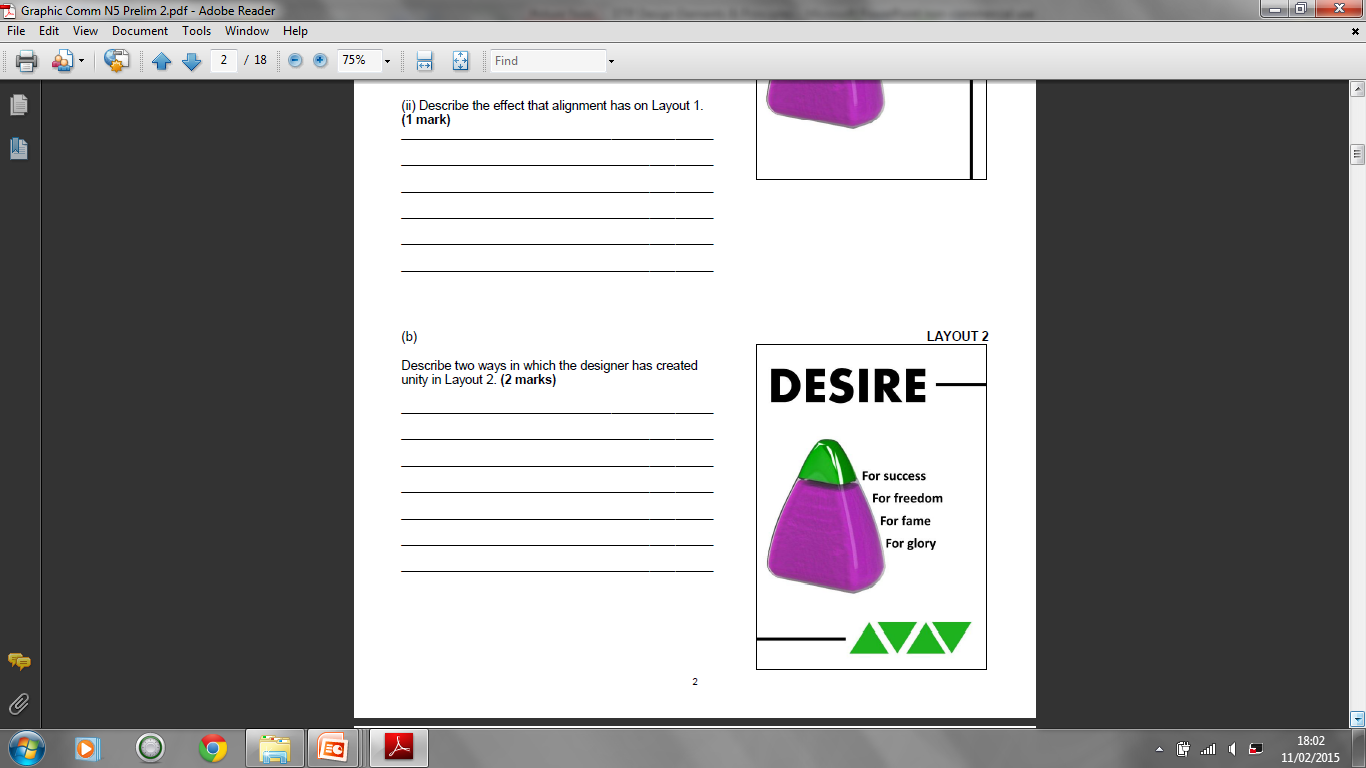 Graphic Comm N5 Prelim 2.pdf - Adobe Reader
File Edit View Document Tools Window Help
2 / 18 75% Find
(ii) Describe the effect that alignment has on Layout 1.
(1 mark)
(b)
LAYOUT 2
Describe two ways in which the designer has created
unity in Layout 2. (2 marks)
DESIRE
For success
For freedom
For fame
For glory
2
18:02
11/02/2015